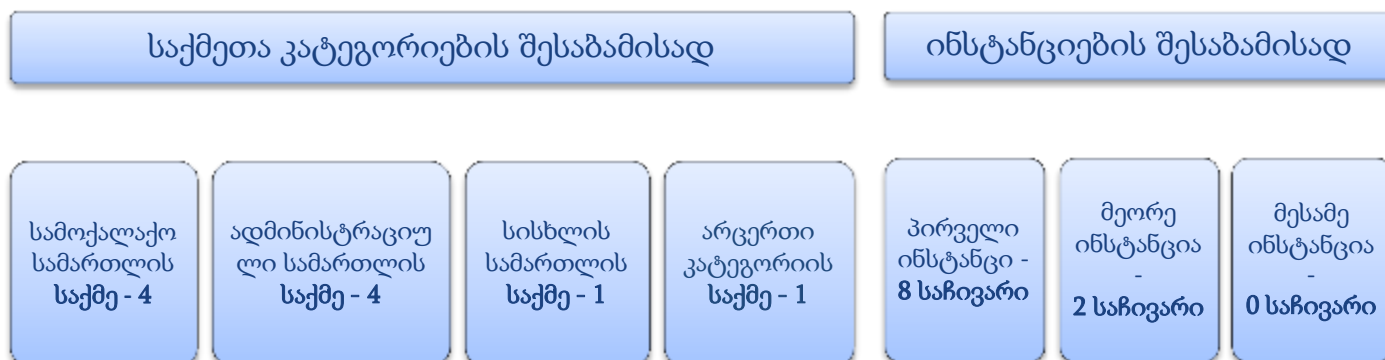 საქმეთა კატეგორიების შესაბამისად
ინსტანციების შესაბამისად
სამოქალაქო
სამართლის
საქმე - 4
ადმინისტრაციუ
ლი სამართლის
საქმე - 4
სისხლის
სამართლის
საქმე - 1
არცერთი
კატეგორიის
საქმე - 1
პირველი
ინსტანცი -
8 საჩივარი
მეორე
ინსტანცია
-
2 საჩივარი
მესამე
ინსტანცია
-
0 საჩივარი